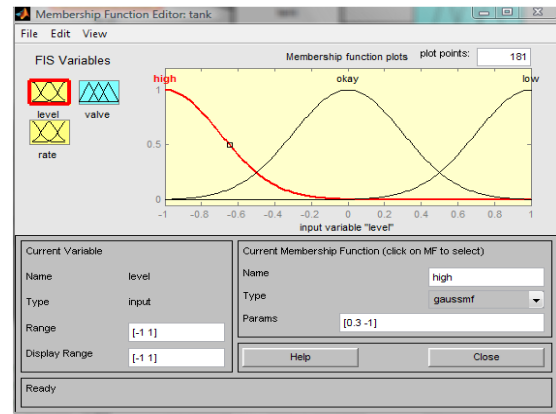 Membership Function Editor: tank
File Edit View
FIS Variables
level
valve
rate
Membership function plots
plot points:
181
high
okay
low
1
0.5
0
-1 -0.8 -0.6 -0.4 -0.2 0 0.2 0.4 0.6 0.8 1
input variable "level"
Current Variable
Name level
Type input
Range [-1 1]
Display Range [-1 1]
Current Membership Function (click on MF to select)
Name high
Type gaussmf
Params [0.3 -1]
Help
Close
Ready